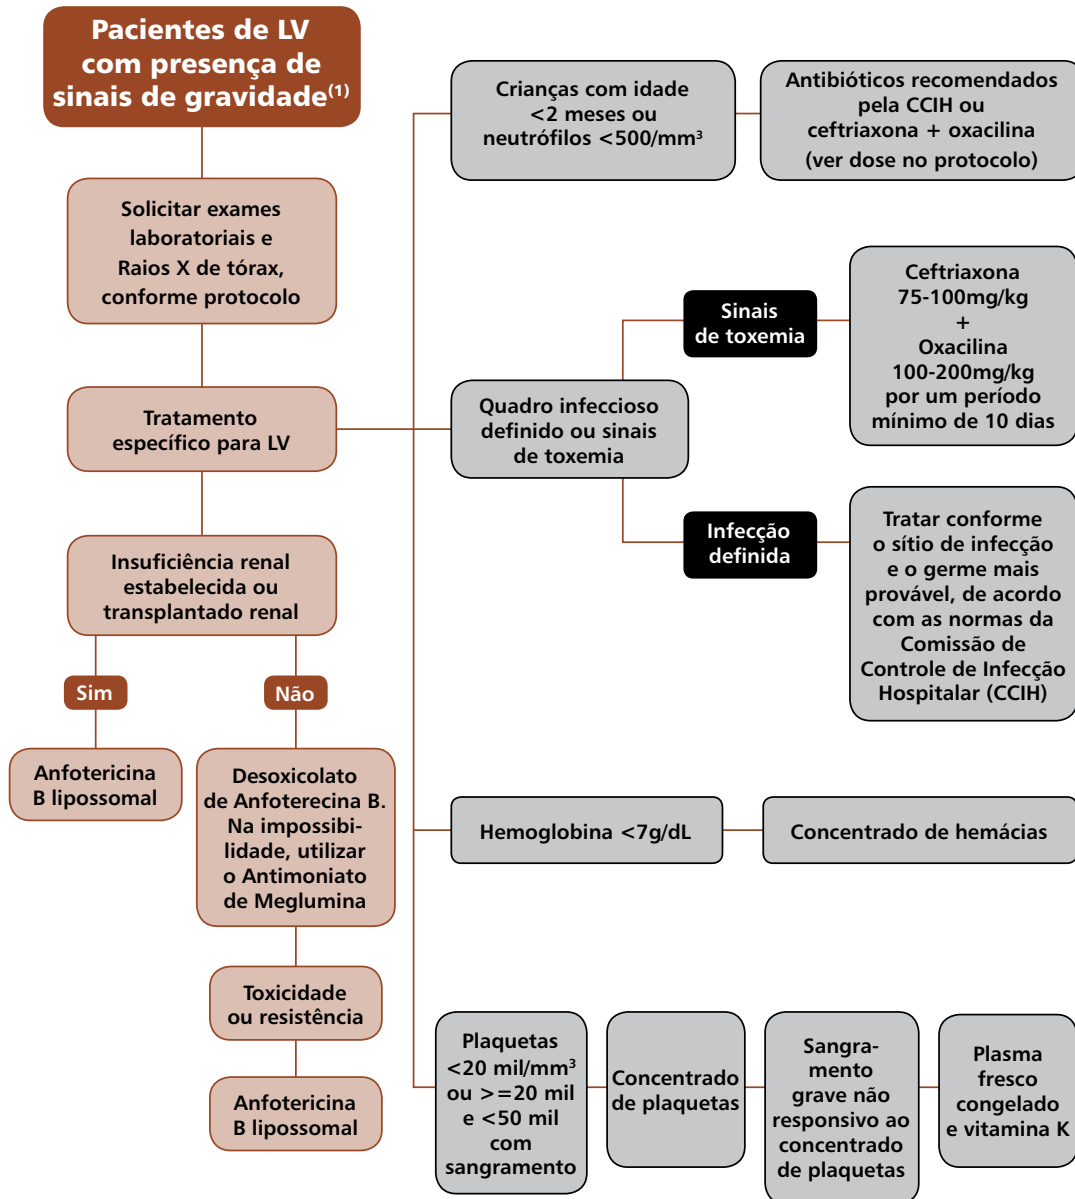 Pacientes de LV
com presença de
sinais de gravidade(1)
Solicitar exames
laboratoriais e
Raios X de tórax,
conforme protocolo
Tratamento
específico para LV
Insuficiência renal
estabelecida ou
transplantado renal
Sim
Não
Anfotericina
B lipossomal
Desoxicolato
de Anfoterecina B.
Na impossibi-
lidade, utilizar
o Antimoniato
de Meglumina
Toxicidade
ou resistência
Anfotericina
B lipossomal
Crianças com idade
<2 meses ou
neutrófilos <500/mm³
Antibióticos recomendados
pela CCIH ou
ceftriaxona + oxacilina
(ver dose no protocolo)
Quadro infeccioso
definido ou sinais
de toxemia
Sinais
de toxemia
Ceftriaxona
75-100mg/kg
+
Oxacilina
100-200mg/kg
por um período
mínimo de 10 dias
Infecção
definida
Tratar conforme
o sítio de infecção
e o germe mais
provável, de acordo
com as normas da
Comissão de
Controle de Infecção
Hospitalar (CCIH)
Hemoglobina <7g/dL
Concentrado de hemácias
Plaquetas
<20 mil/mm³
ou >=20 mil
e <50 mil
com
sangramento
Concentrado
de plaquetas
Sangra-
mento
grave não
responsivo ao
concentrado
de plaquetas
Plasma
fresco
congelado
e vitamina K